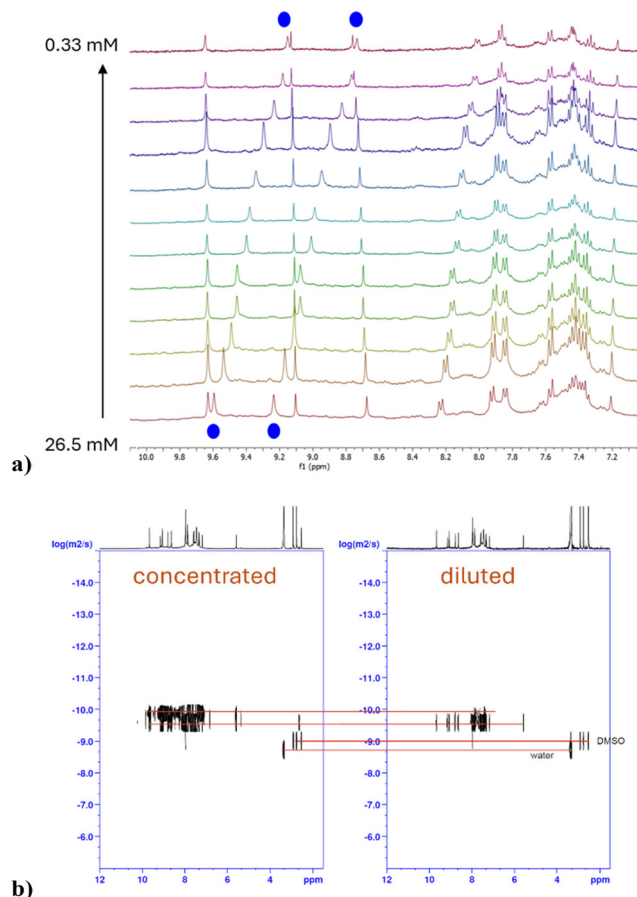 0.33 mM
26.5 mM
10.0 9.8 9.6 9.4 9.2 9.0 8.8 8.6 8.4 8.2 8.0 7.8 7.6 7.4 7.2 7.0
f1 (ppm)
a)
log(m2/s) log(m2/s)
concentrated diluted
-14.0 -14.0
-13.0 -13.0
-12.0 -12.0
-11.0 -11.0
-10.0 -10.0
-9.0 -9.0 DMSO
water
-8.0 -8.0
-7.0 -7.0
-6.0 -6.0
12 10 8 6 4 ppm 12 10 8 6 4 ppm
b)